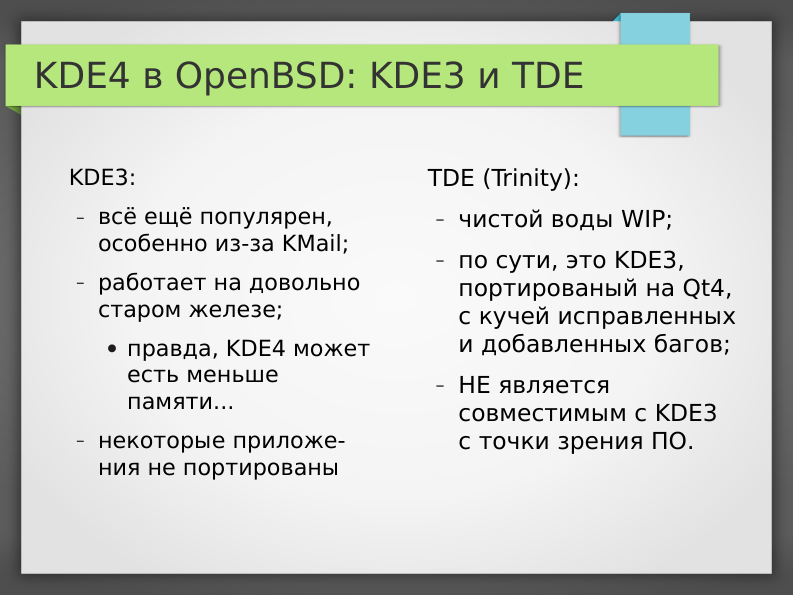 KDE4 в OpenBSD: KDE3 и TDE
KDE3:
– всё ещё популярен,
особенно из-за KMail;
– работает на довольно
старом железе;
• правда, KDE4 может
есть меньше
памяти...
– некоторые приложе-
ния не портированы
TDE (Trinity):
– чистой воды WIP;
– по сути, это KDE3,
портированый на Qt4,
с кучей исправленных
и добавленных багов;
– НЕ является
совместимым с KDE3
с точки зрения ПО.